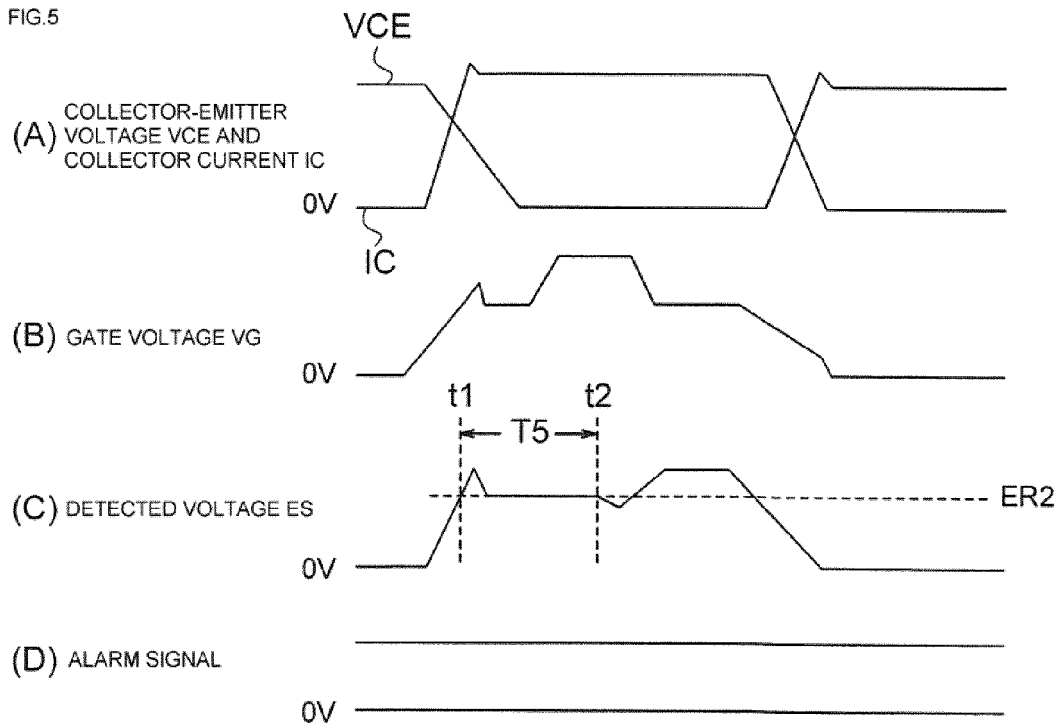 FIG.5
VCE
(A) COLLECTOR-EMITTER
VOLTAGE VCE AND
COLLECTOR CURRENT IC
0V
IC
(B) GATE VOLTAGE VG
0V
t1 t2
T5
(C) DETECTED VOLTAGE ES
ER2
0V
(D) ALARM SIGNAL
0V